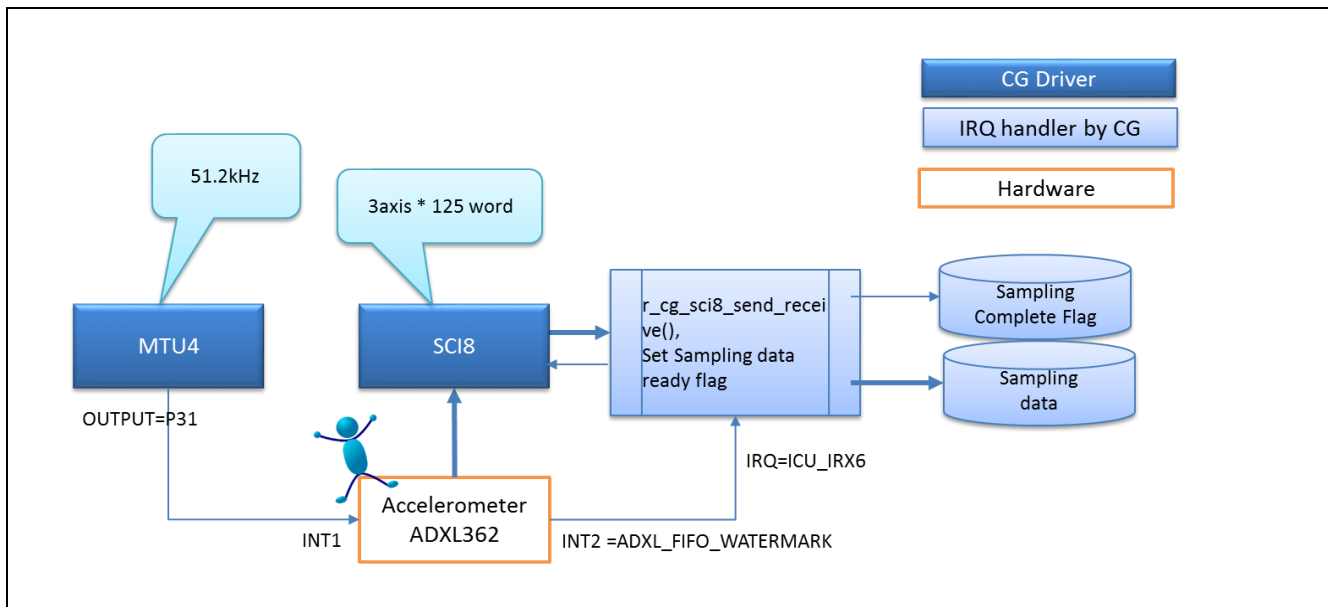 CG Driver
IRQ handler by CG
Hardware
51.2kHz
3axis * 125 word
MTU4
SCI8
r_cg_sci8_send_recei
ve(),
Set Sampling data
ready flag
Sampling
Complete Flag
Sampling
data
OUTPUT=P31
IRQ=ICU_IRX6
Accelerometer
ADXL362
INT1
INT2 =ADXL_FIFO_WATERMARK